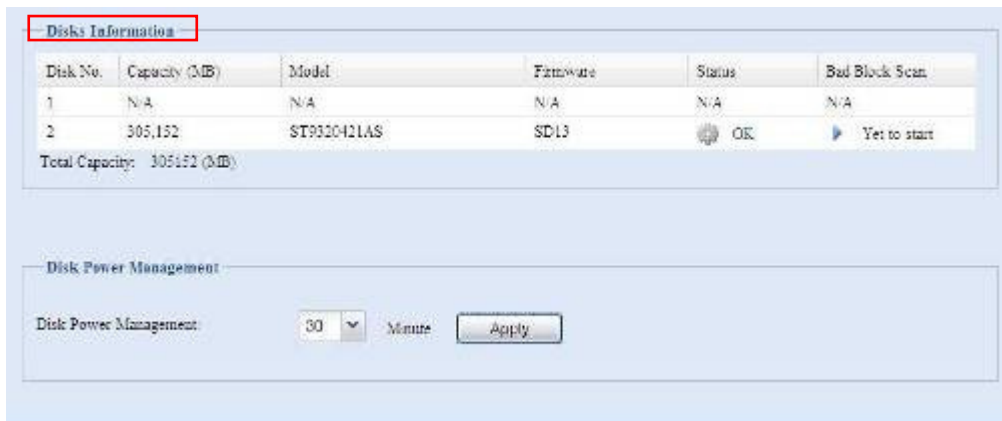 Disks Information
Disk No. Capacity (MB) Model Firmware Status Bad Block Scan
1 N/A N/A N/A N/A N/A
2 305,152 ST9320421AS SD13 OK Yet to start
Total Capacity: 305152 (MB)
Disk Power Management
Disk Power Management: 30 Minute Apply